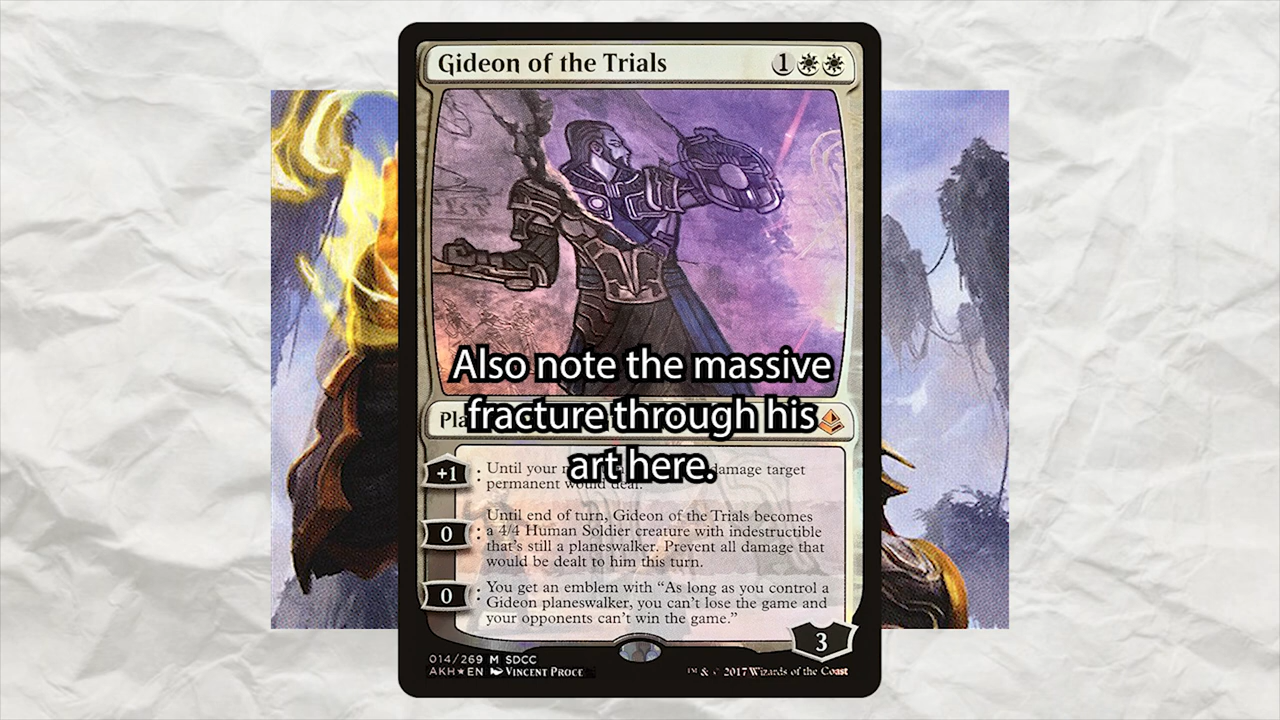 Gideon of the Trials 1
Also note the massive
Pla fracture through his
art here.
+1 : Until your damage target
permanent would deal.
Until end of turn, Gideon of the Trials becomes
0 : a 4/4 Human Soldier creature with indestructible
that's still a planeswalker. Prevent all damage that
would be dealt to him this turn.
0 : You get an emblem with “As long as you control a
Gideon planeswalker, you can't lose the game and
your opponents can't win the game.”
3
014/269 M SDCC
AKH★EN VINCENT PROCE
™ & © 2017 Wizards of the Coast